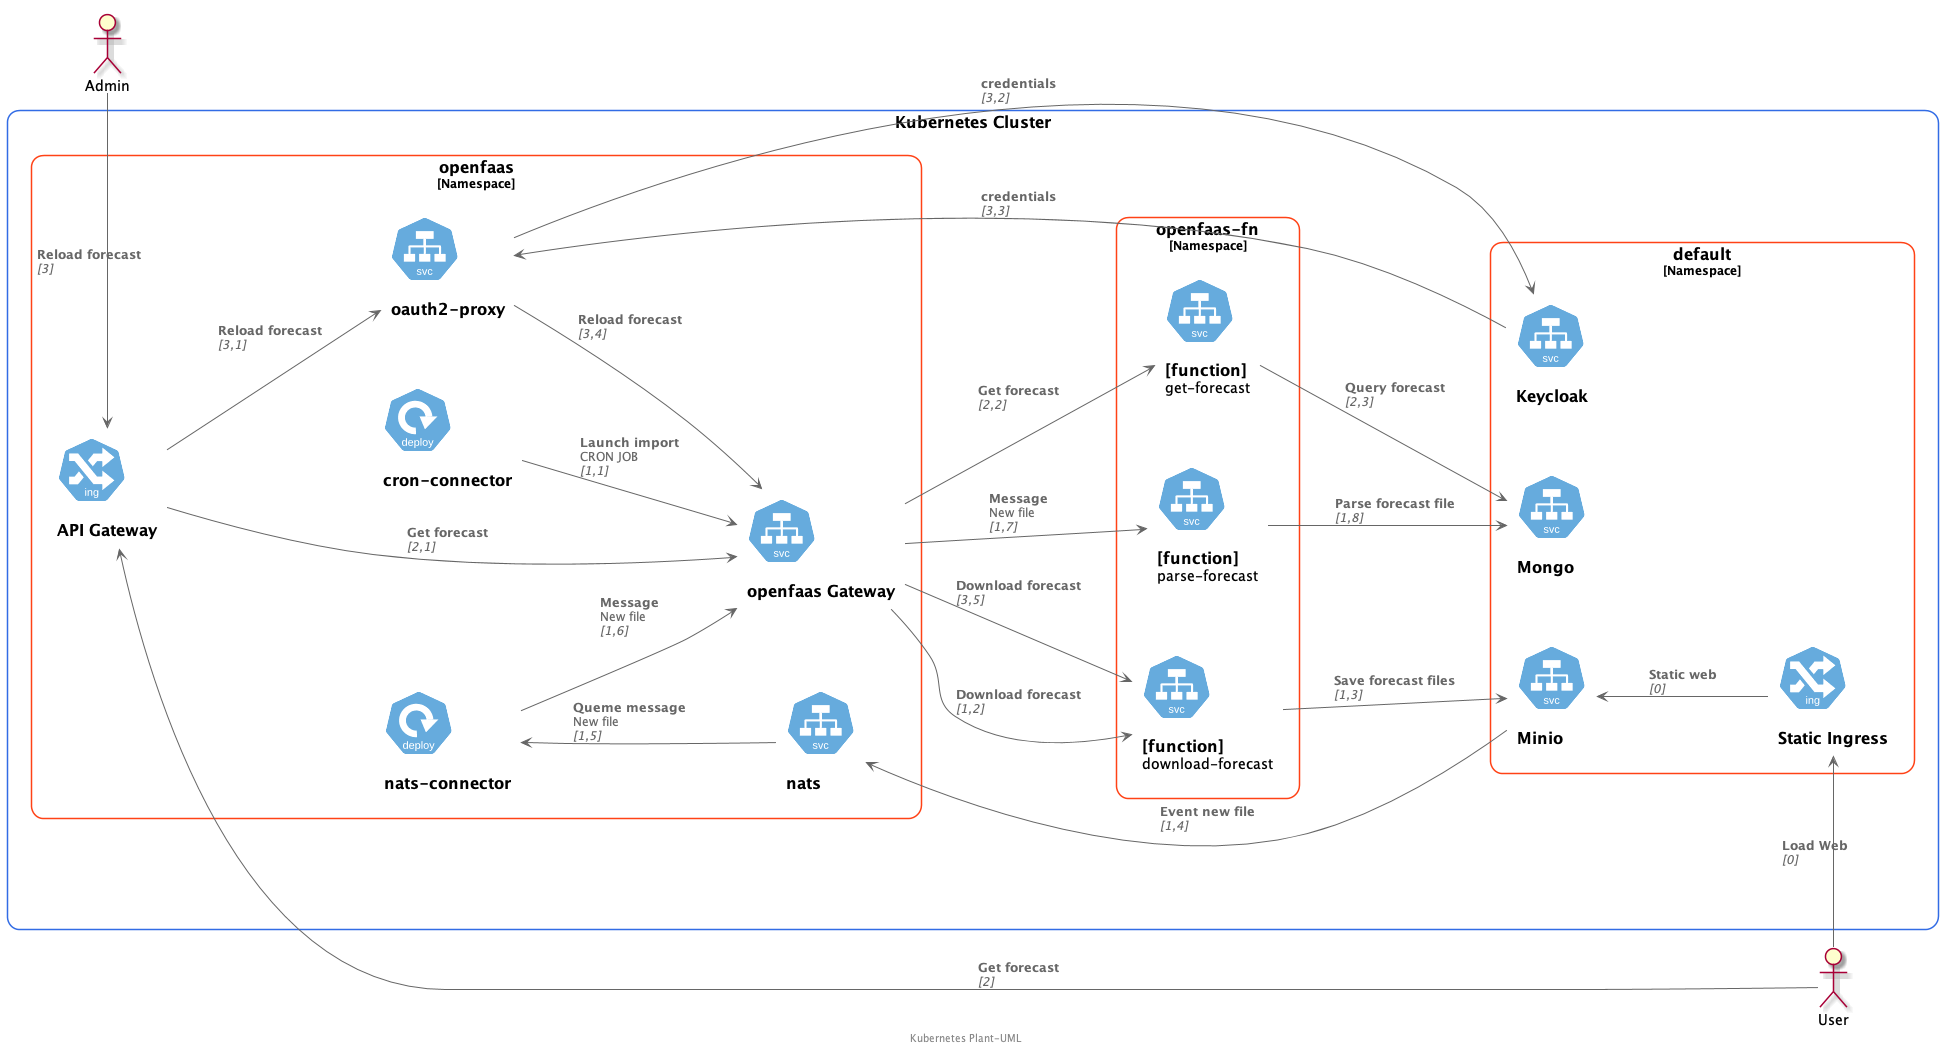 Admin
credentials
[3,2]
Kubernetes Cluster
openfaas
[Namespace]
credentials
[3,3]
openfaas-fn
[Namespace]
default
[Namespace]
Reload forecast
[3]
svc
oauth2-proxy
Reload forecast
[3,1]
Reload forecast
[3,4]
svc
[function]
get-forecast
svc
Keycloak
Get forecast
[2,2]
Query forecast
[2,3]
deploy
cron-connector
Launch import
CRON JOB
[1,1]
ing
API Gateway
Get forecast
[2,1]
svc
openfaas Gateway
Message
New file
[1,7]
svc
[function]
parse-forecast
Parse forecast file
[1,8]
svc
Mongo
Message
New file
[1,6]
Download forecast
[3,5]
Download forecast
[1,2]
svc
[function]
download-forecast
Save forecast files
[1,3]
svc
Minio
Static web
[0]
ing
Static Ingress
deploy
nats-connector
Queme message
New file
[1,5]
svc
nats
Event new file
[1,4]
Load Web
[0]
Get forecast
[2]
User
Kubernetes Plant-UML